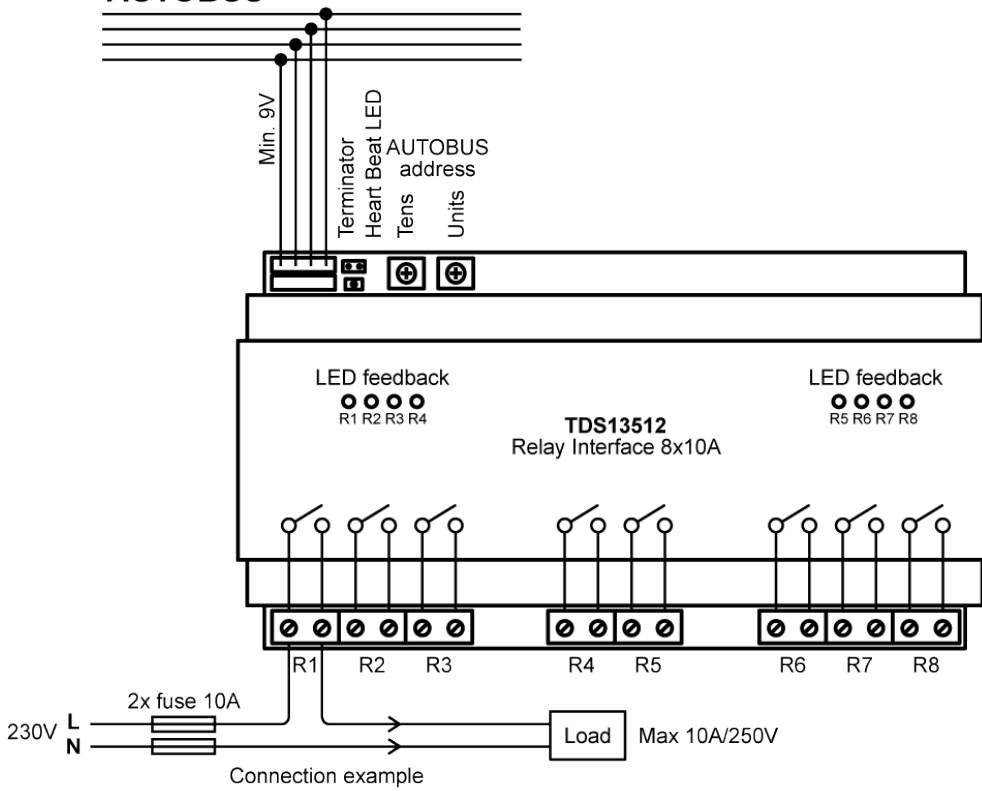 AUTOBUS
Min. 9V
Terminator
Heart Beat LED
AUTOBUS
address
Tens
Units
LED feedback
R1 R2 R3 R4
LED feedback
R5 R6 R7 R8
TDS13512
Relay Interface 8x10A
R1 R2 R3 R4 R5 R6 R7 R8
2x fuse 10A
230V L
N
Load
Max 10A/250V
Connection example